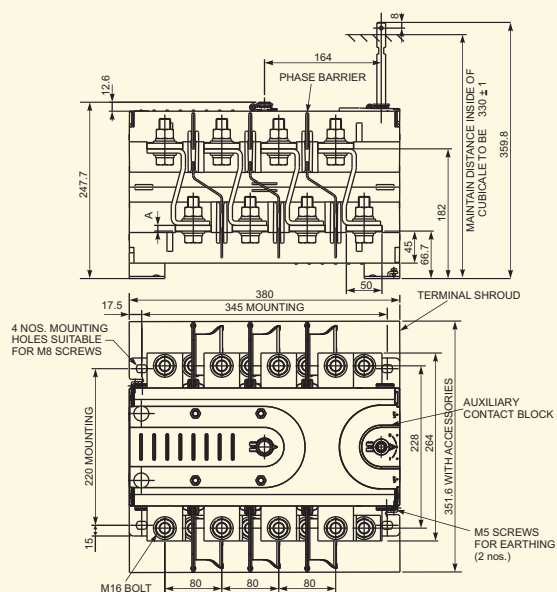 8
164
12.6
PHASE BARRIER
MAINTAIN DISTANCE INSIDE OF
CUBICALE TO BE 330 ± 1
359.8
247.7
A
182
45
66.7
50
380
TERMINAL SHROUD
17.5
345 MOUNTING
4 NOS. MOUNTING
HOLES SUITABLE
FOR M8 SCREWS
AUXILIARY
CONTACT BLOCK
220 MOUNTING
228
264
351.6 WITH ACCESSORIES
15
M5 SCREWS
FOR EARTHING
(2 nos.)
M16 BOLT
80
80
80